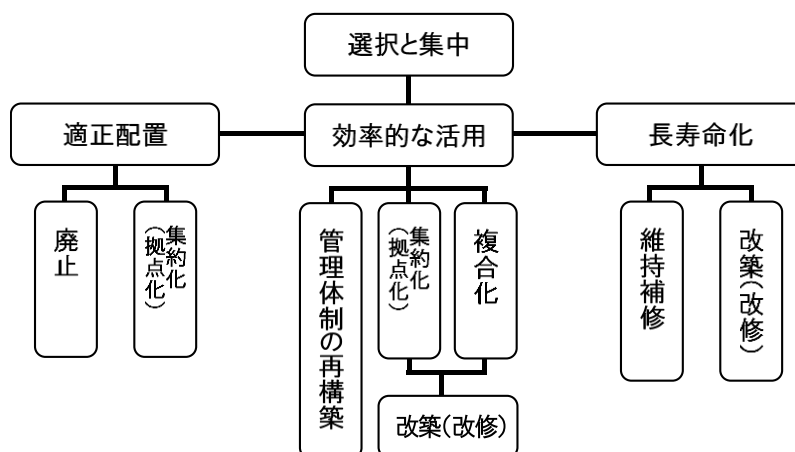 選択と集中
適正配置
効率的な活用
長寿命化
廃止
集約化
(拠点化)
管理体制の再構築
集約化
(拠点化)
複合化
維持補修
改築(改修)
改築(改修)